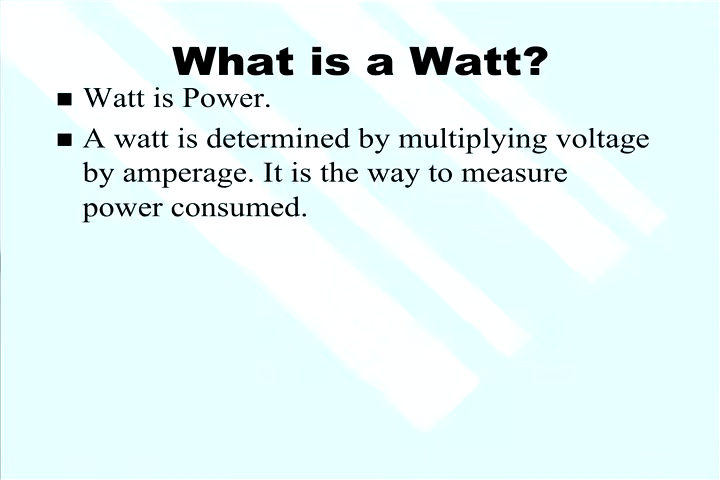 What is a Watt?
■ Watt is Power.
■ A watt is determined by multiplying voltage
by amperage. It is the way to measure
power consumed.